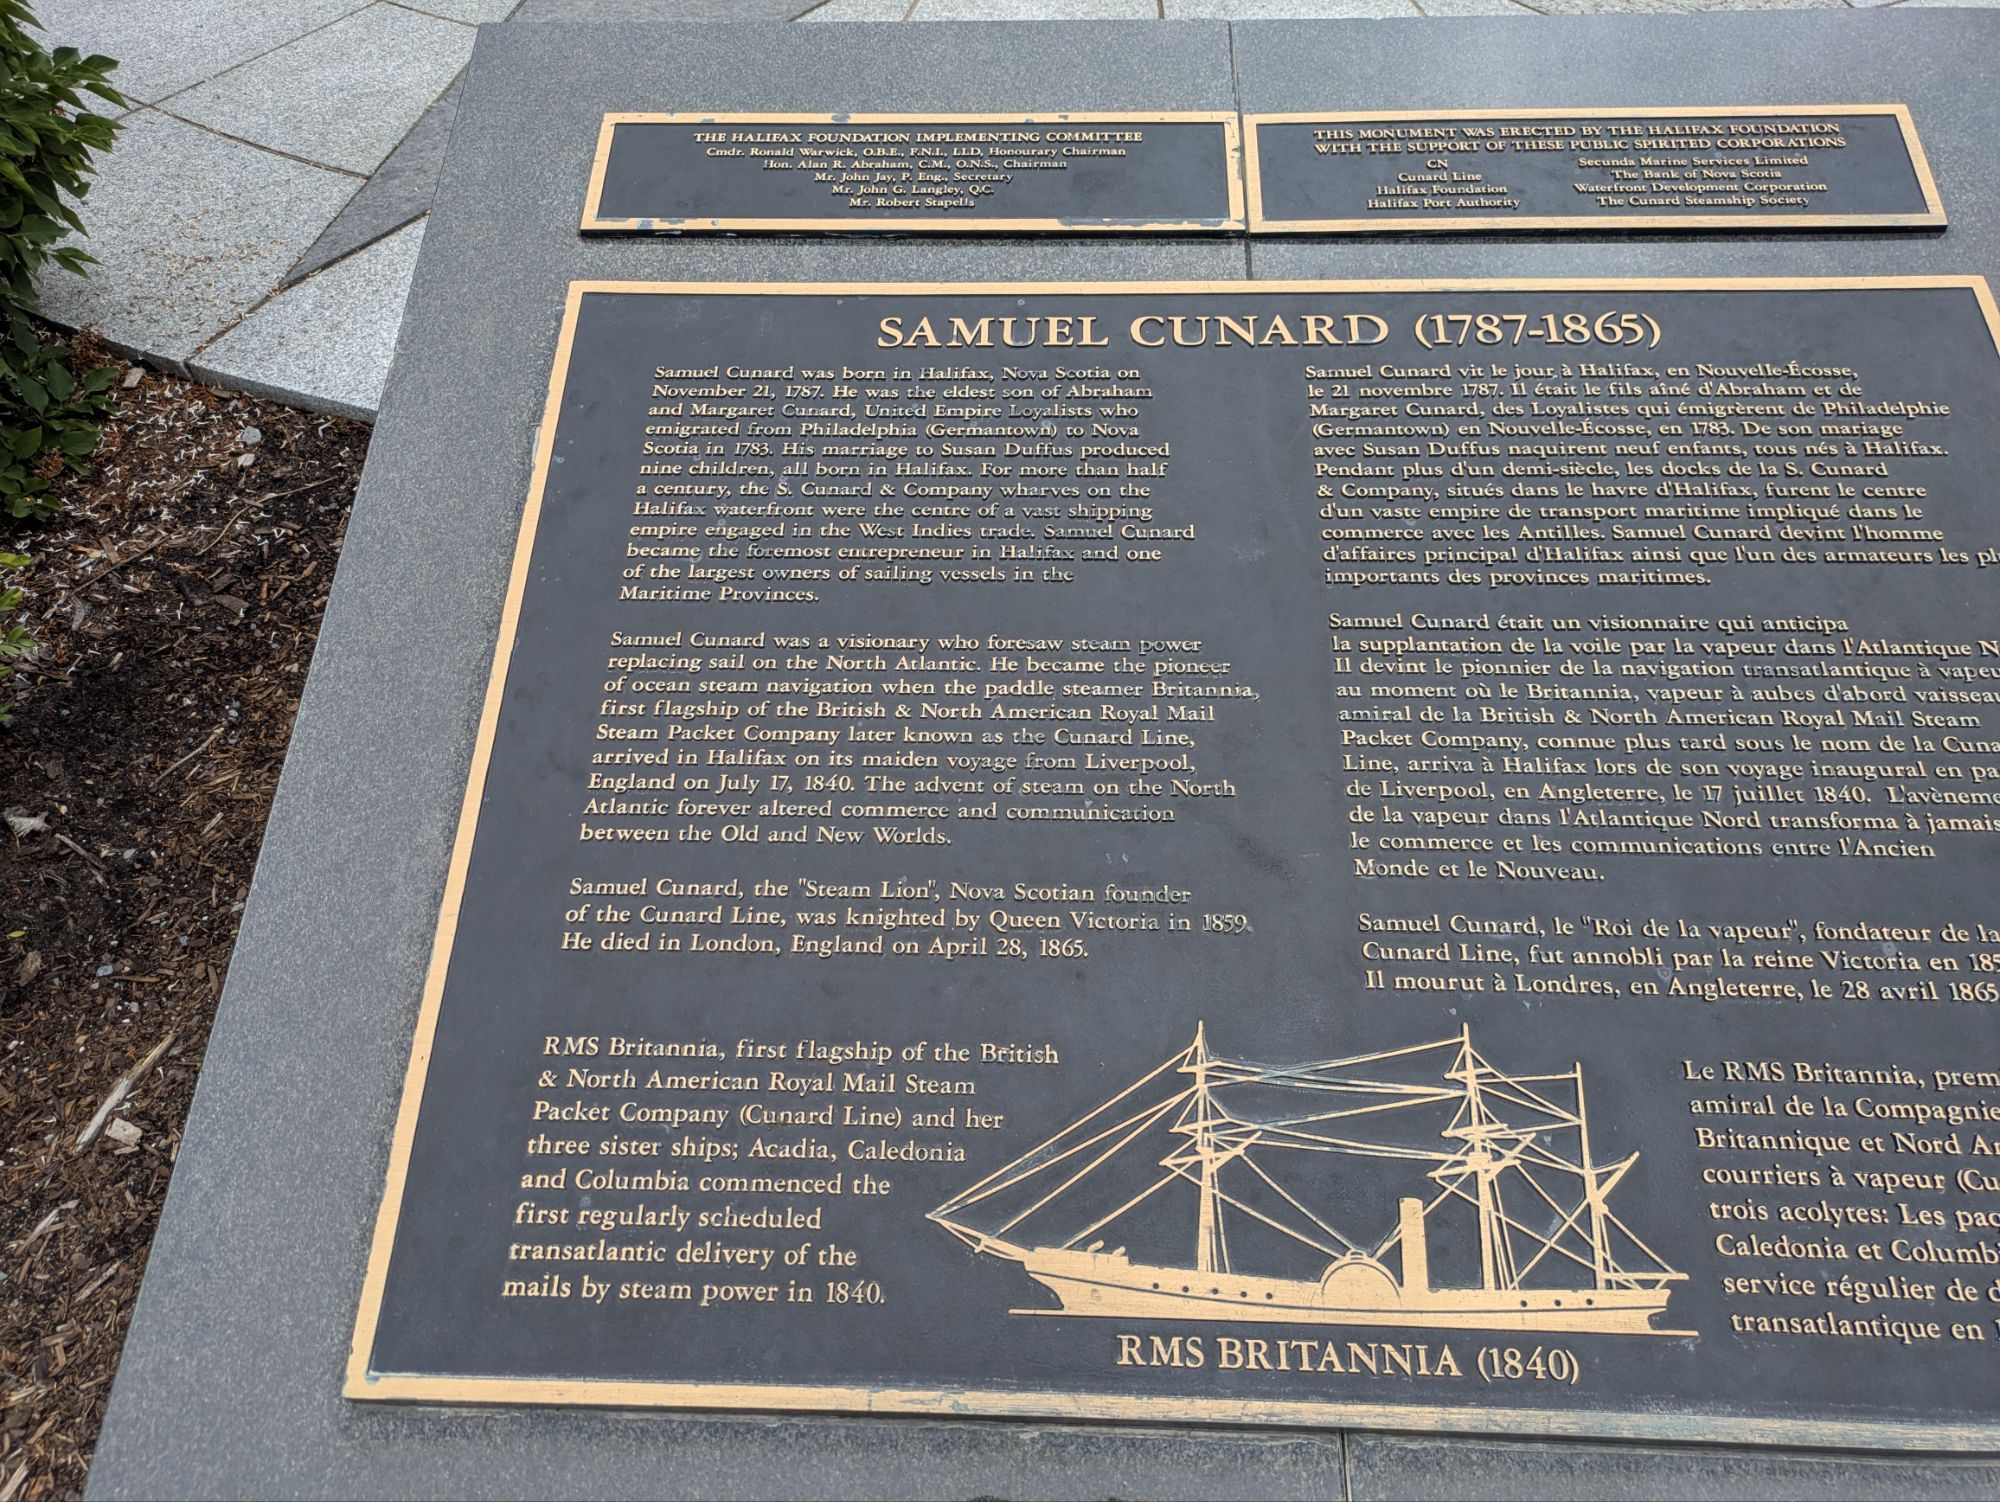 THE HALIFAX FOUNDATION IMPLEMENTING COMMITTEE
Cmdr. Ronald Warwick, O.B.E., F.N.I., LLD, Honourary Chairman
Hon. Alan R. Abraham, C.M., O.N.S., Chairman
Mr. John Jay, P. Eng., Secretary
Mr. John G. Langley, Q.C.
Mr. Robert Stapells
THIS MONUMENT WAS ERECTED BY THE HALIFAX FOUNDATION
WITH THE SUPPORT OF THESE PUBLIC SPIRITED CORPORATIONS
CN
Cunard Line
Halifax Foundation
Halifax Port Authority
Secunda Marine Services Limited
The Bank of Nova Scotia
Waterfront Development Corporation
The Cunard Steamship Society
SAMUEL CUNARD (1787-1865)
Samuel Cunard was born in Halifax, Nova Scotia on
November 21, 1787. He was the eldest son of Abraham
and Margaret Cunard, United Empire Loyalists who
emigrated from Philadelphia (Germantown) to Nova
Scotia in 1783. His marriage to Susan Duffus produced
nine children, all born in Halifax. For more than half
a century, the S. Cunard & Company wharves on the
Halifax waterfront were the centre of a vast shipping
empire engaged in the West Indies trade. Samuel Cunard
became the foremost entrepreneur in Halifax and one
of the largest owners of sailing vessels in the
Maritime Provinces.
Samuel Cunard was a visionary who foresaw steam power
replacing sail on the North Atlantic. He became the pioneer
of ocean steam navigation when the paddle steamer Britannia,
first flagship of the British & North American Royal Mail
Steam Packet Company later known as the Cunard Line,
arrived in Halifax on its maiden voyage from Liverpool,
England on July 17, 1840. The advent of steam on the North
Atlantic forever altered commerce and communication
between the Old and New Worlds.
Samuel Cunard, the "Steam Lion", Nova Scotian founder
of the Cunard Line, was knighted by Queen Victoria in 1859.
He died in London, England on April 28, 1865.
Samuel Cunard vit le jour à Halifax, en Nouvelle-Écosse,
le 21 novembre 1787. Il était le fils aîné d'Abraham et de
Margaret Cunard, des Loyalistes qui émigrèrent de Philadelphie
(Germantown) en Nouvelle-Écosse, en 1783. De son mariage
avec Susan Duffus naquirent neuf enfants, tous nés à Halifax.
Pendant plus d'un demi-siècle, les docks de la S. Cunard
& Company, situés dans le havre d'Halifax, furent le centre
d'un vaste empire de transport maritime impliqué dans le
commerce avec les Antilles. Samuel Cunard devint l'homme
d'affaires principal d'Halifax ainsi que l'un des armateurs les
importants des provinces maritimes.
Samuel Cunard était un visionnaire qui anticipa
la supplantation de la voile par la vapeur dans l'Atlantique
Il devint le pionnier de la navigation transatlantique à
au moment où le Britannia, vapeur à aubes d'abord
amiral de la British & North American Royal Mail Steam
Packet Company, connue plus tard sous le nom de la
Line, arriva à Halifax lors de son voyage inaugural en
de Liverpool, en Angleterre, le 17 juillet 1840.
de la vapeur dans l'Atlantique Nord transforma à jamais
le commerce et les communications entre l'Ancien
Monde et le Nouveau.
Samuel Cunard, le "Roi de la vapeur", fondateur de la
Cunard Line, fut annobli par la reine Victoria en
Il mourut à Londres, en Angleterre, le 28 avril 1865
RMS Britannia, first flagship of the British
& North American Royal Mail Steam
Packet Company (Cunard Line) and her
three sister ships; Acadia, Caledonia
and Columbia commenced the
first regularly scheduled
transatlantic delivery of the
mails by steam power in 1840.
RMS BRITANNIA (1840)
Le RMS Britannia,
amiral de la Compagnie
Britannique et Nord
courriers à vapeur
trois acolytes: Les
Caledonia et
service régulier de
transatlantique en